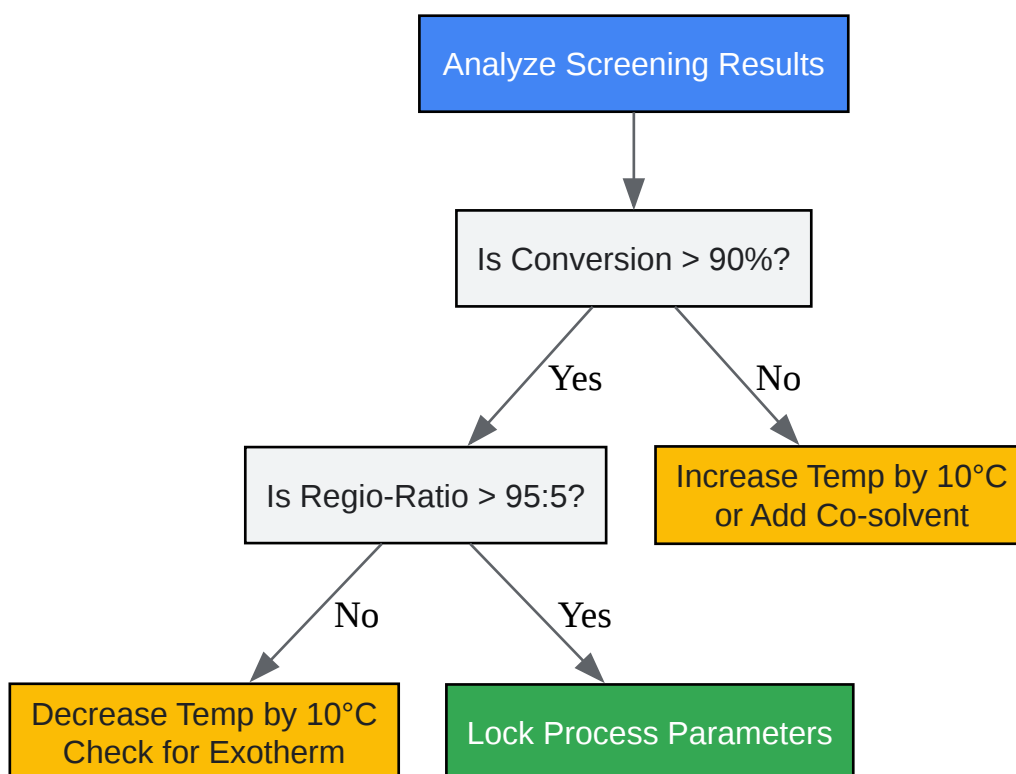 Analyze Screening Results
Is Conversion > 90%?
Yes
No
Is Regio-Ratio > 95:5?
Increase Temp by 10°C
or Add Co-solvent
No
Yes
Decrease Temp by 10°C
Check for Exotherm
Lock Process Parameters